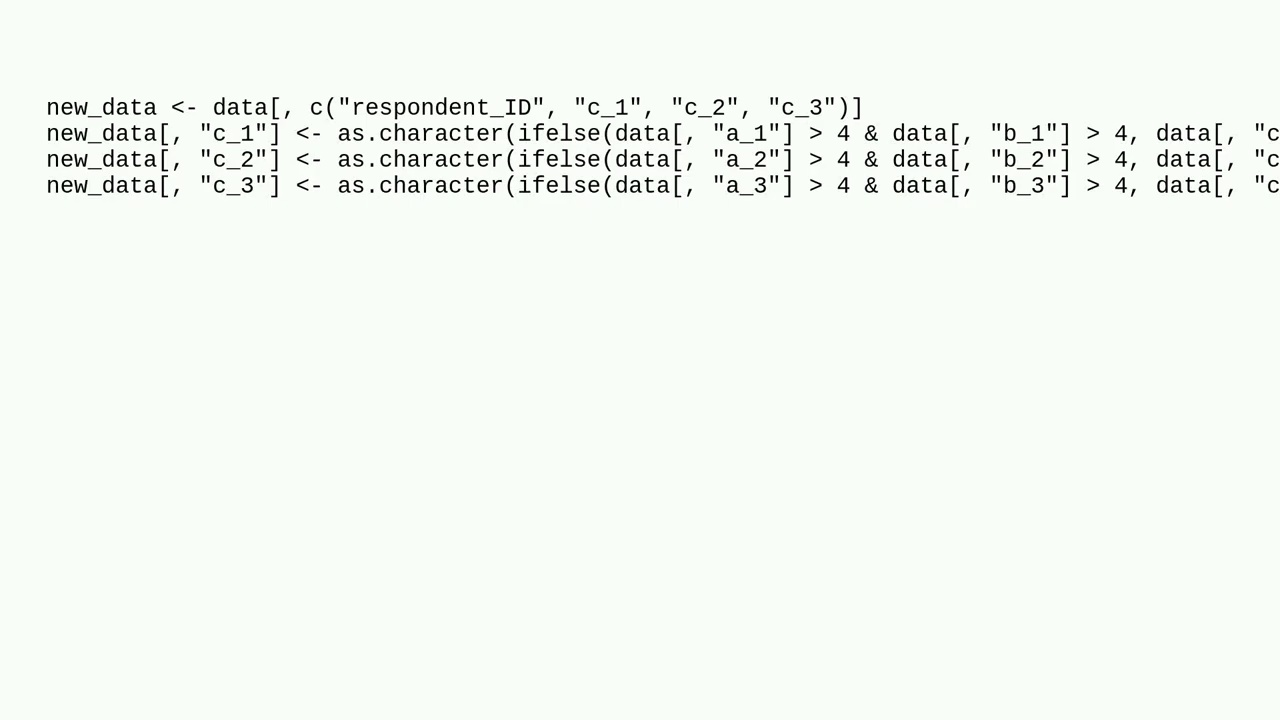 new_data <- data[, c("respondent_ID", "c_1", "c_2", "c_3")]
new_data[, "c_1"] <- as.character(ifelse(data[, "a_1"] > 4 & data[, "b_1"] > 4, data[, "c
new_data[, "c_2"] <- as.character(ifelse(data[, "a_2"] > 4 & data[, "b_2"] > 4, data[, "c
new_data[, "c_3"] <- as.character(ifelse(data[, "a_3"] > 4 & data[, "b_3"] > 4, data[, "c